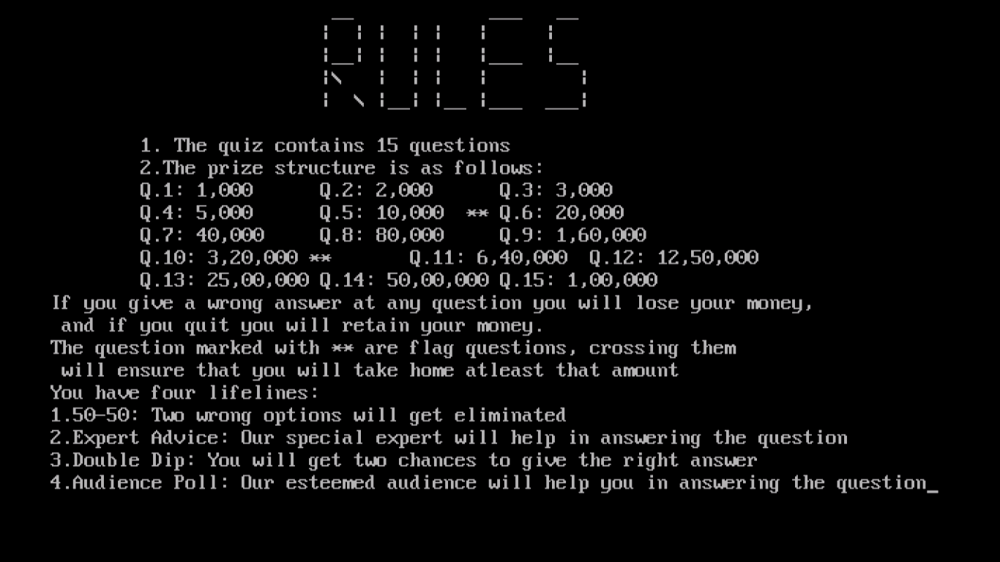 RULES
1. The quiz contains 15 questions
2.The prize structure is as follows:
Q.1: 1,000 Q.2: 2,000 Q.3: 3,000
Q.4: 5,000 Q.5: 10,000 ** Q.6: 20,000
Q.7: 40,000 Q.8: 80,000 Q.9: 1,60,000
Q.10: 3,20,000 ** Q.11: 6,40,000 Q.12: 12,50,000
Q.13: 25,00,000 Q.14: 50,00,000 Q.15: 1,00,000
If you give a wrong answer at any question you will lose your money,
and if you quit you will retain your money.
The question marked with ** are flag questions, crossing them
will ensure that you will take home atleast that amount
You have four lifelines:
1.50-50: Two wrong options will get eliminated
2.Expert Advice: Our special expert will help in answering the question
3.Double Dip: You will get two chances to give the right answer
4.Audience Poll: Our esteemed audience will help you in answering the question_